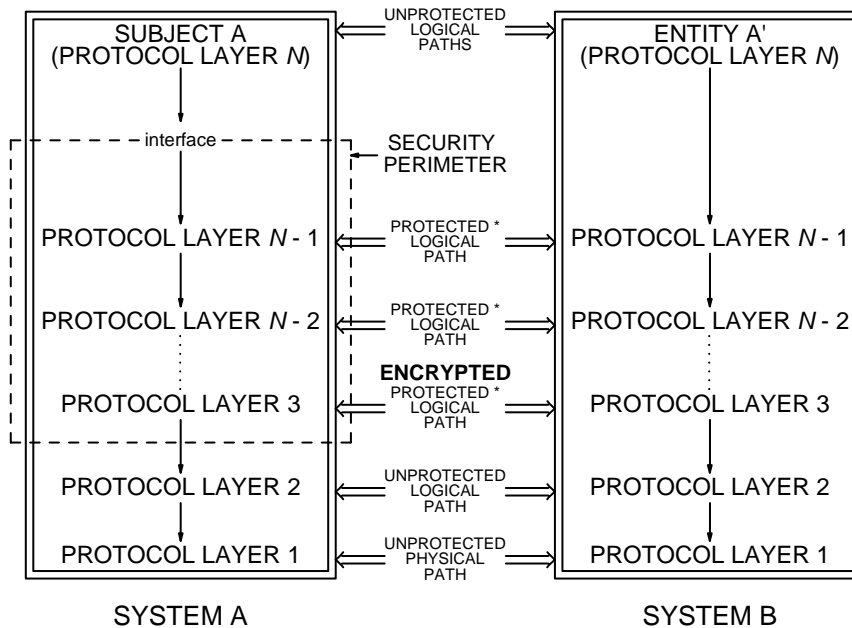 SUBJECT A
(PROTOCOL LAYER N)
UNPROTECTED
LOGICAL
PATHS
ENTITY A'
(PROTOCOL LAYER N)
interface
SECURITY
PERIMETER
PROTOCOL LAYER N - 1
PROTECTED *
LOGICAL
PATH
PROTOCOL LAYER N - 1
PROTOCOL LAYER N - 2
PROTECTED *
LOGICAL
PATH
PROTOCOL LAYER N - 2
ENCRYPTED
PROTOCOL LAYER 3
PROTECTED *
LOGICAL
PATH
PROTOCOL LAYER 3
PROTOCOL LAYER 2
UNPROTECTED
LOGICAL
PATH
PROTOCOL LAYER 2
PROTOCOL LAYER 1
UNPROTECTED
PHYSICAL
PATH
PROTOCOL LAYER 1
SYSTEM A
SYSTEM B